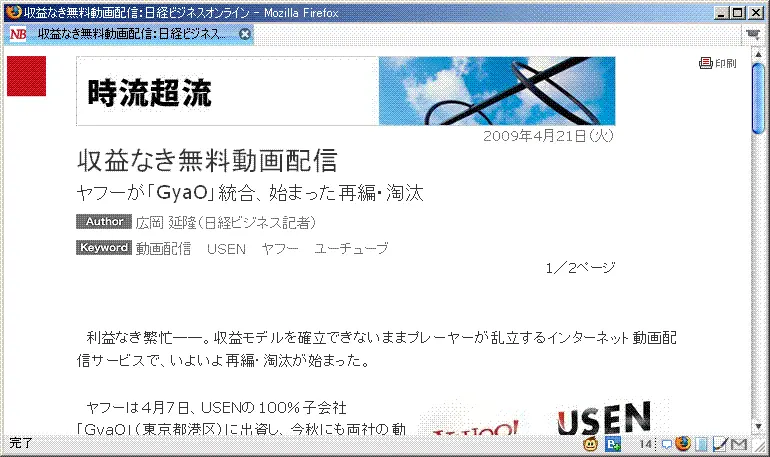 収益なき無料動画配信:日経ビジネスオンライン - Mozilla Firefox
NB 収益なき無料動画配信:日経ビジネス...
印刷
時流超流
2009年4月21日(火)
収益なき無料動画配信
ヤフーが「GyaO」統合、始まった再編・淘汰
Author 広岡 延隆(日経ビジネス記者)
Keyword 動画配信 USEN ヤフー ユーチューブ
1/2ページ
利益なき繁忙――。収益モデルを確立できないままプレーヤーが乱立するインターネット動画配
信サービスで、いよいよ再編・淘汰が始まった。
ヤフーは4月7日、USENの100%子会社
「GyaO」(東京都港区)に出資し、今秋にも両社の動
YAHOO!
USEN
完了
14